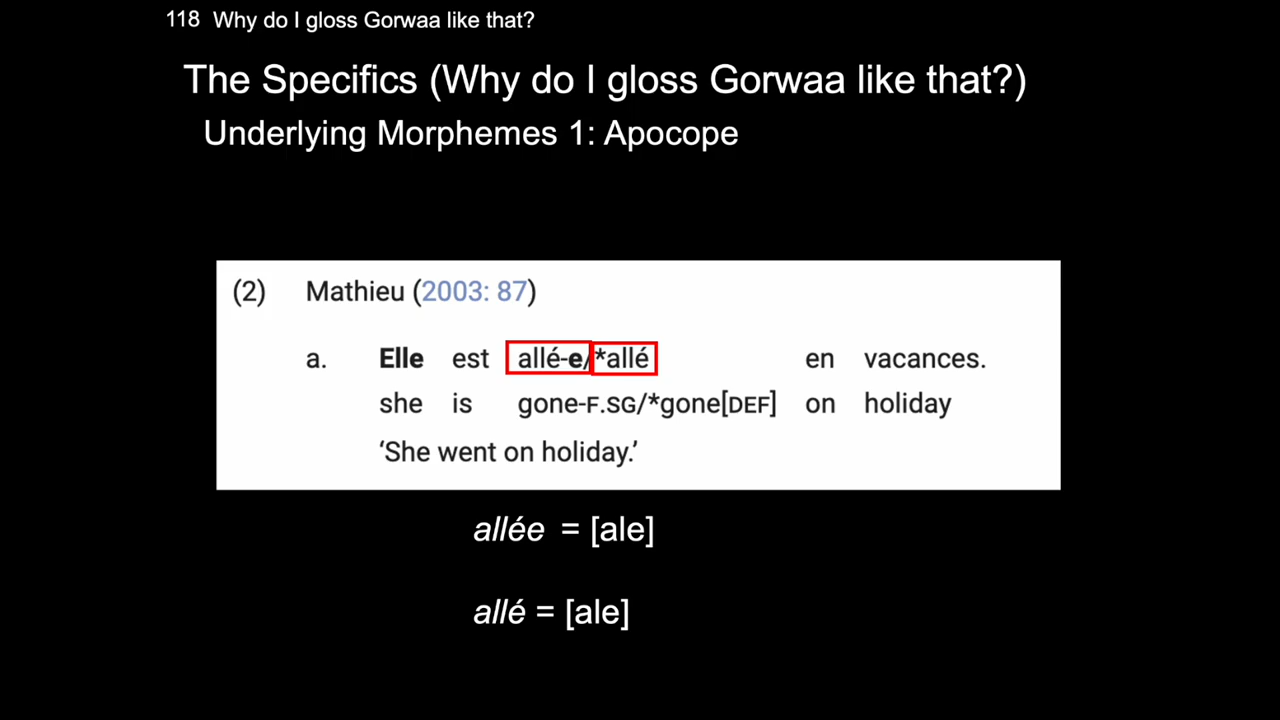 118 Why do I gloss Gorwaa like that?
The Specifics (Why do I gloss Gorwaa like that?)
Underlying Morphemes 1: Apocope
(2) Mathieu (2003: 87)
a. Elle est allé-e/*allé en vacances.
she is gone-F.SG/*gone[DEF] on holiday
‘She went on holiday.’
allée = [ale]
allé = [ale]